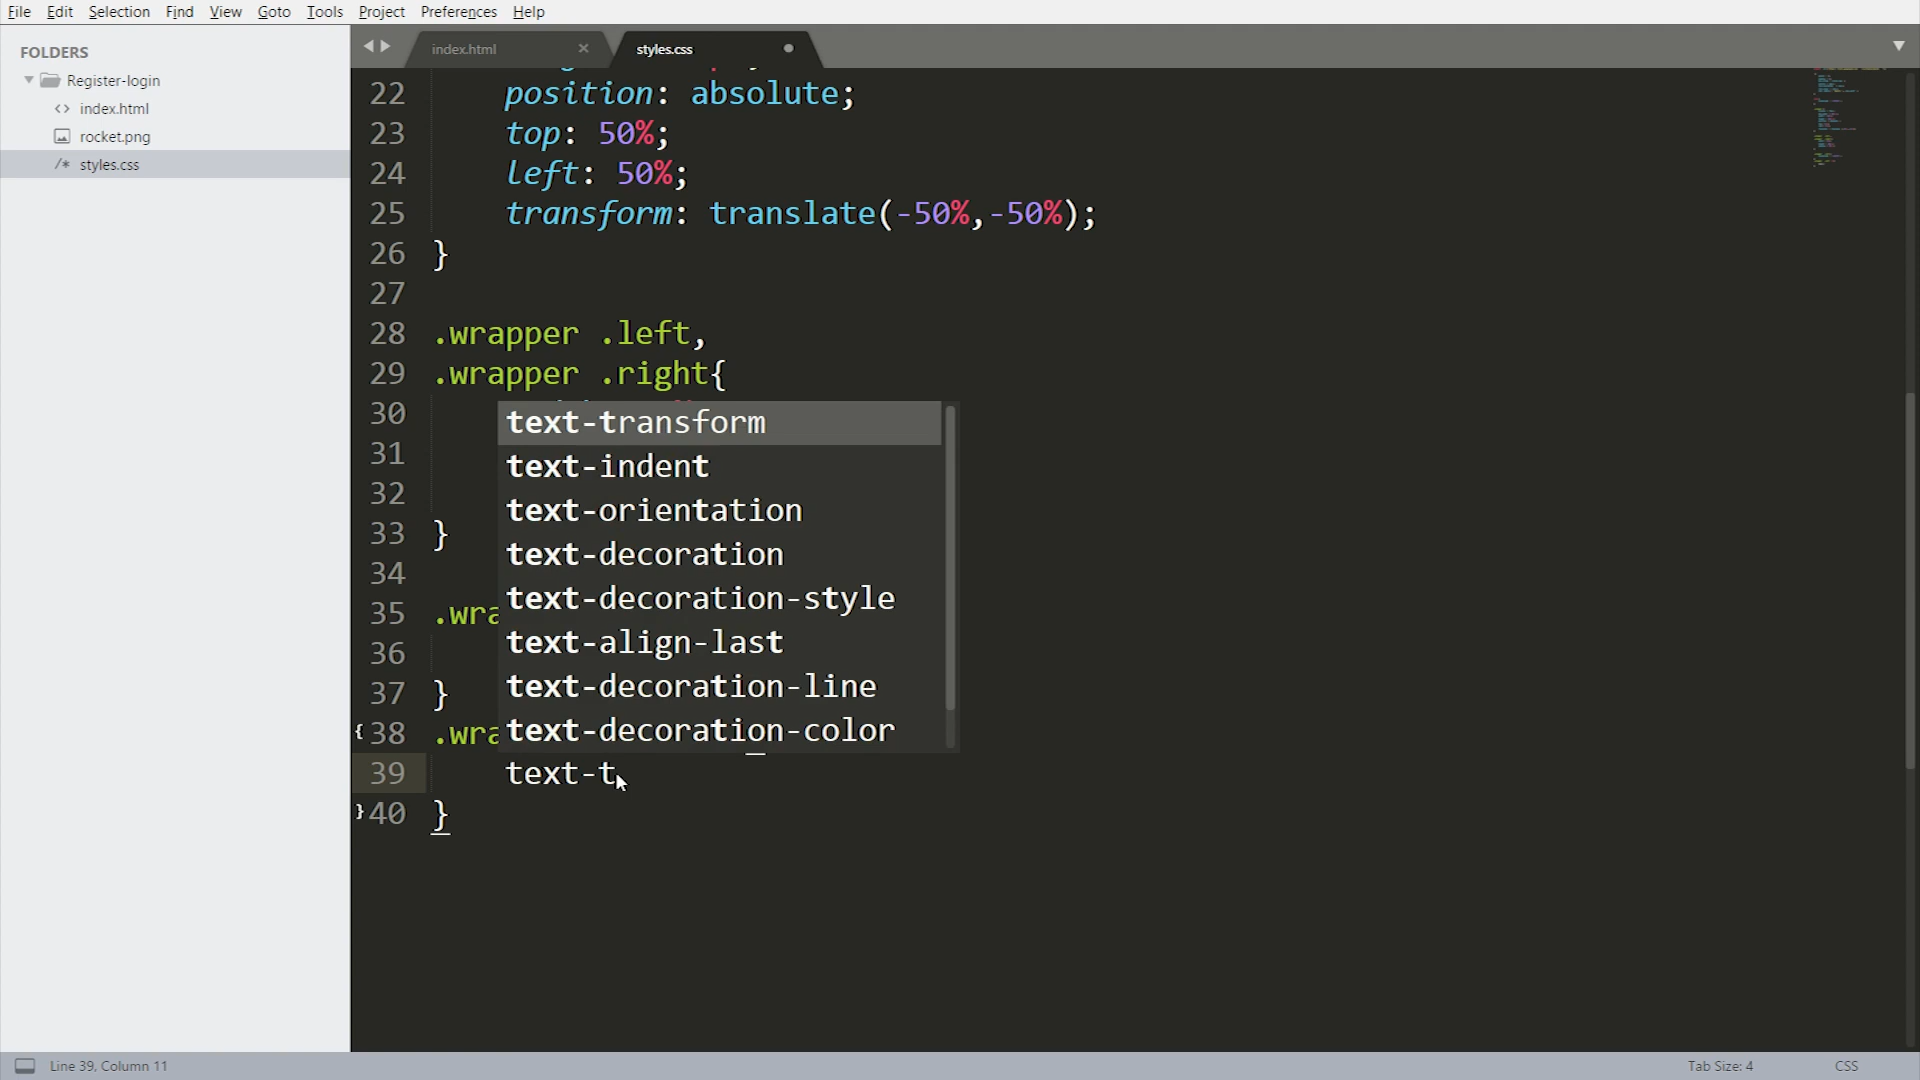 File Edit Selection Find View Goto Tools Project Preferences Help
FOLDERS
Register-login
<> index.html
rocket.png
/* styles.css
index.html
styles.css
22 position: absolute;
23 top: 50%;
24 left: 50%;
25 transform: translate(-50%,-50%);
26 }
27
28 .wrapper .left,
29 .wrapper .right{
30
31
32
33 }
34
35 .wra
36
37 }
{ 38 .wra
39 text-t
} 40 }
text-transform
text-indent
text-orientation
text-decoration
text-decoration-style
text-align-last
text-decoration-line
text-decoration-color
Line 39, Column 11
Tab Size: 4
CSS